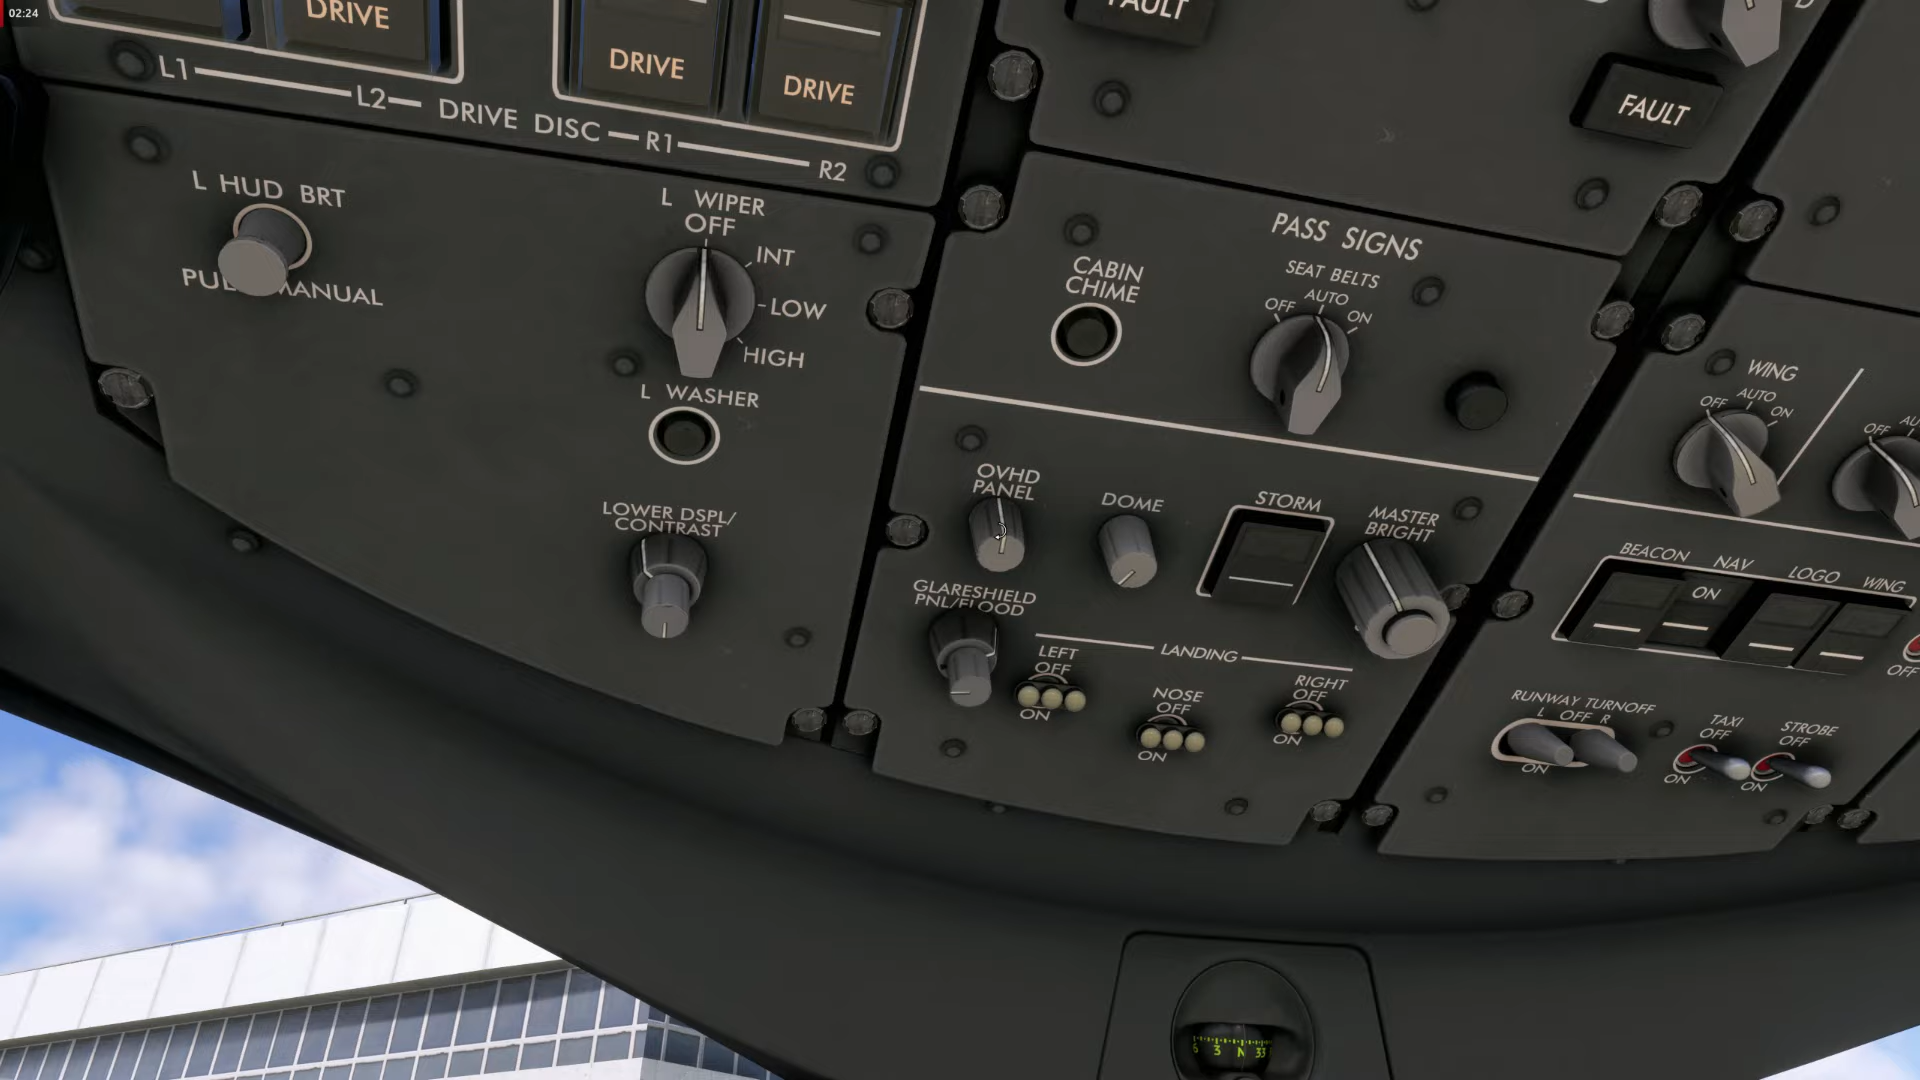 02:24
DRIVE
DRIVE
DRIVE
L1
L2
DRIVE DISC
R1
R2
FAULT
FAULT
L HUD BRT
L WIPER
OFF
INT
LOW
HIGH
L WASHER
LOWER DSPL/
CONTRAST
PASS SIGNS
CABIN
CHIME
SEAT BELTS
OFF
AUTO
ON
OVHD
PANEL
DOME
STORM
MASTER
BRIGHT
GLARESHIELD
PNL/FLOOD
LANDING
LEFT
OFF
ON
NOSE
OFF
ON
RIGHT
OFF
ON
WING
OFF
AUTO
ON
OFF
BEACON
NAV
LOGO
WING
ON
OFF
RUNWAY TURNOFF
L OFF R
ON
TAXI
OFF
ON
STROBE
OFF
ON
6 3 N 33